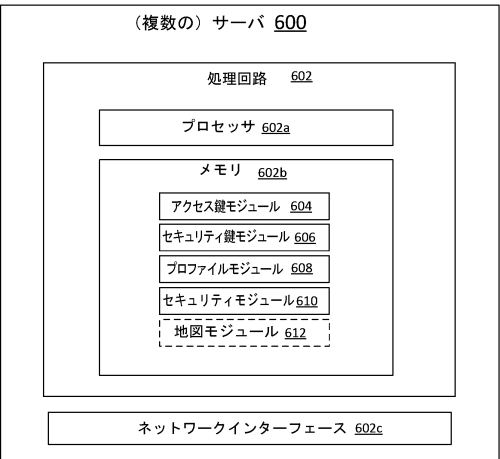 （複数の）サーバ 600
処理回路 602
プロセッサ 602a
メモリ 602b
アクセス鍵モジュール 604
セキュリティ鍵モジュール 606
プロファイルモジュール 608
セキュリティモジュール 610
地図モジュール 612
ネットワークインターフェース 602c